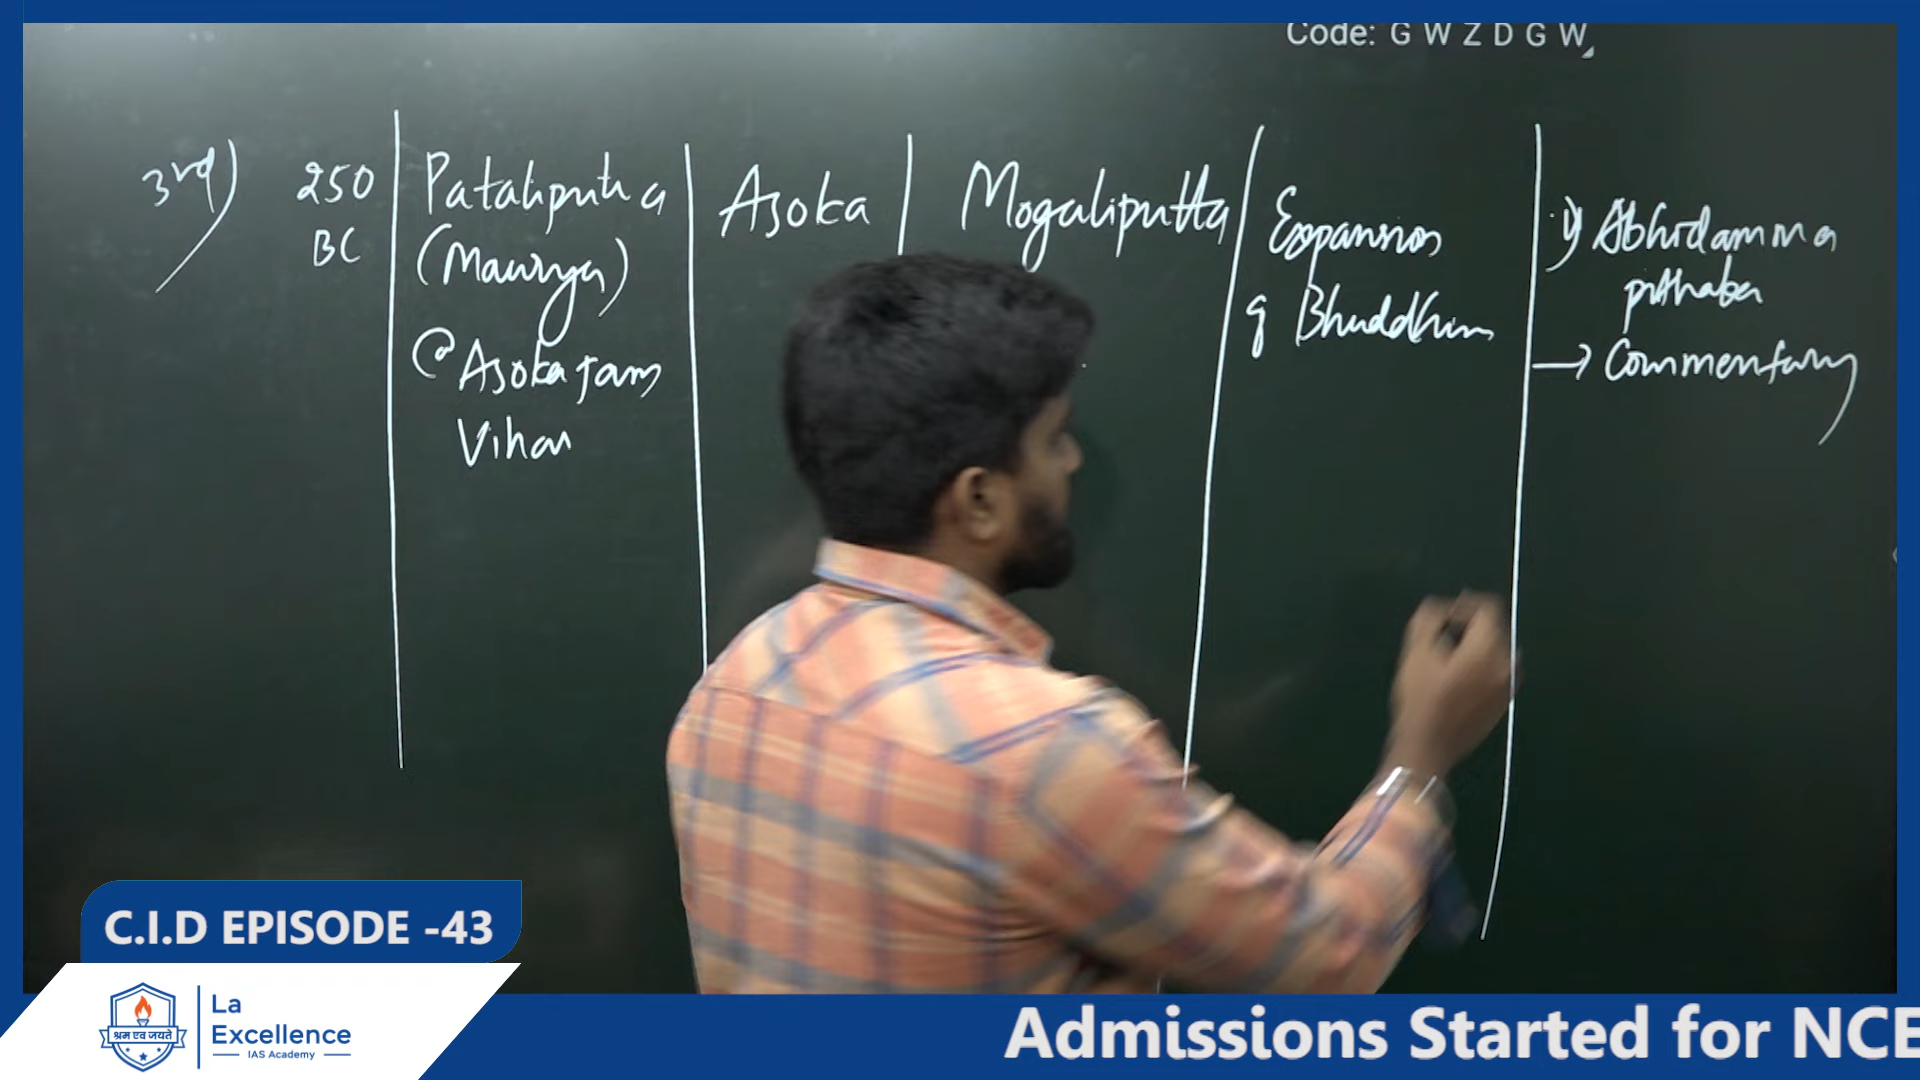 Code: G W Z D G W
3rd)
250
BC
Pataliputra
(Maurya)
@ Asokaram
Vihar
Asoka
Mogaliputta
Expansion
of Bhuddhism
1) Abhidamma
pithaka
→ Commentary
C.I.D EPISODE -43
श्रम एव जयते
La
Excellence
IAS Academy
Admissions Started for NCE